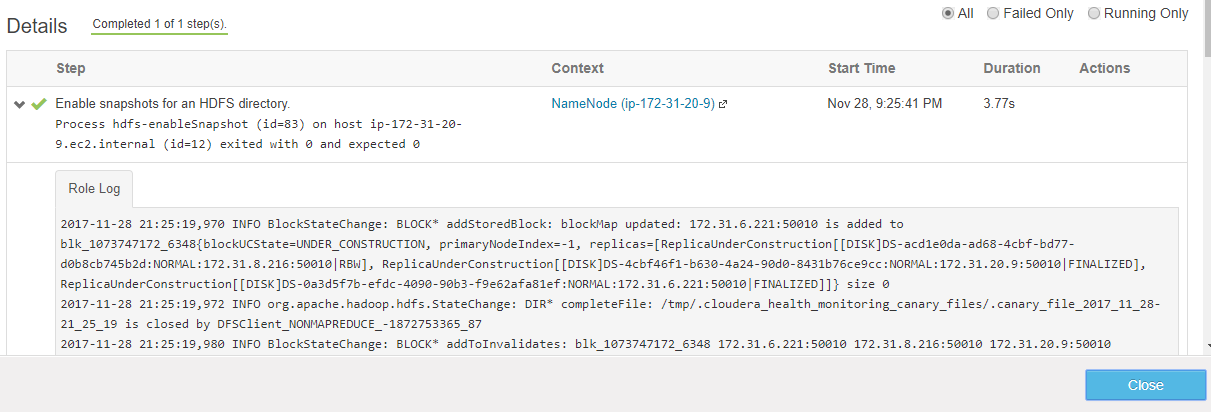 Details Completed 1 of 1 step(s). All Failed Only Running Only
Step Context Start Time Duration Actions
Enable snapshots for an HDFS directory. NameNode (ip-172-31-20-9) Nov 28, 9:25:41 PM 3.77s
Process hdfs-enableSnapshot (id=83) on host ip-172-31-20-
9.ec2.internal (id=12) exited with 0 and expected 0
Role Log
2017-11-28 21:25:19,970 INFO BlockStateChange: BLOCK* addStoredBlock: blockMap updated: 172.31.6.221:50010 is added to
blk_1073747172_6348{blockUCState=UNDER_CONSTRUCTION, primaryNodeIndex=-1, replicas=[ReplicaUnderConstruction[[DISK]DS-acd1e0da-ad68-4cbf-bd77-
d0b8cb745b2d:NORMAL:172.31.8.216:50010|RBW], ReplicaUnderConstruction[[DISK]DS-4cbf46f1-b630-4a24-90d0-8431b76ce9cc:NORMAL:172.31.20.9:50010|FINALIZED],
ReplicaUnderConstruction[[DISK]DS-0a3d5f7b-efdc-4090-90b3-f9e62afa81ef:NORMAL:172.31.6.221:50010|FINALIZED]]} size 0
2017-11-28 21:25:19,972 INFO org.apache.hadoop.hdfs.StateChange: DIR* completeFile: /tmp/.cloudera_health_monitoring_canary_files/.canary_file_2017_11_28-
21_25_19 is closed by DFSClient_NONMAPREDUCE_-1872753365_87
2017-11-28 21:25:19,980 INFO BlockStateChange: BLOCK* addToInvalidates: blk_1073747172_6348 172.31.6.221:50010 172.31.8.216:50010 172.31.20.9:50010
Close